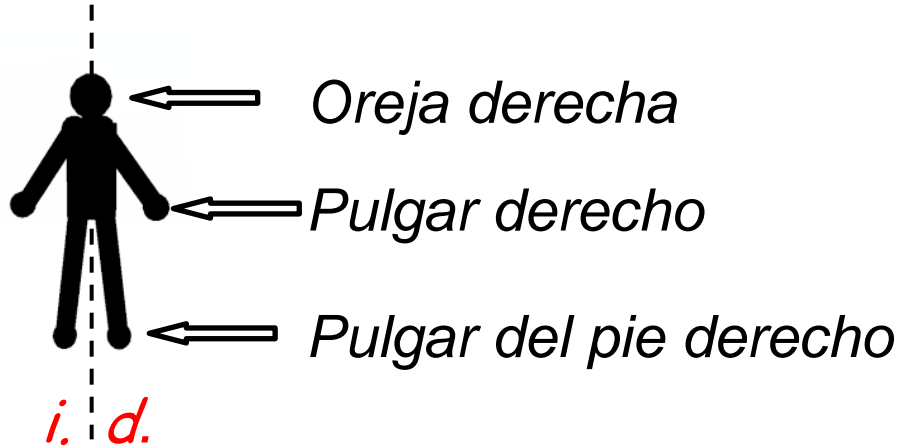 Oreja derecha
Pulgar derecho
Pulgar del pie derecho
i. d.